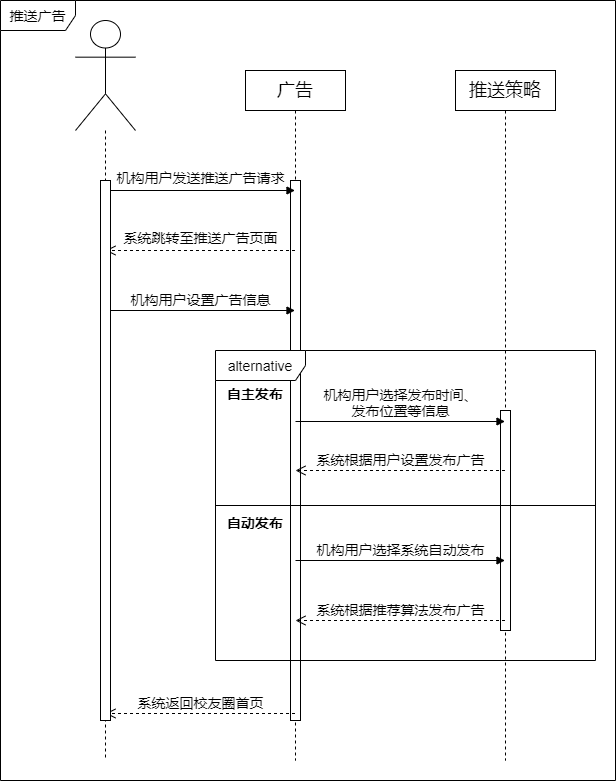 推送广告
广告
推送策略
机构用户发送推送广告请求
系统跳转至推送广告页面
机构用户设置广告信息
alternative
自主发布
机构用户选择发布时间、
发布位置等信息
系统根据用户设置发布广告
自动发布
机构用户选择系统自动发布
系统根据推荐算法发布广告
系统返回校友圈首页